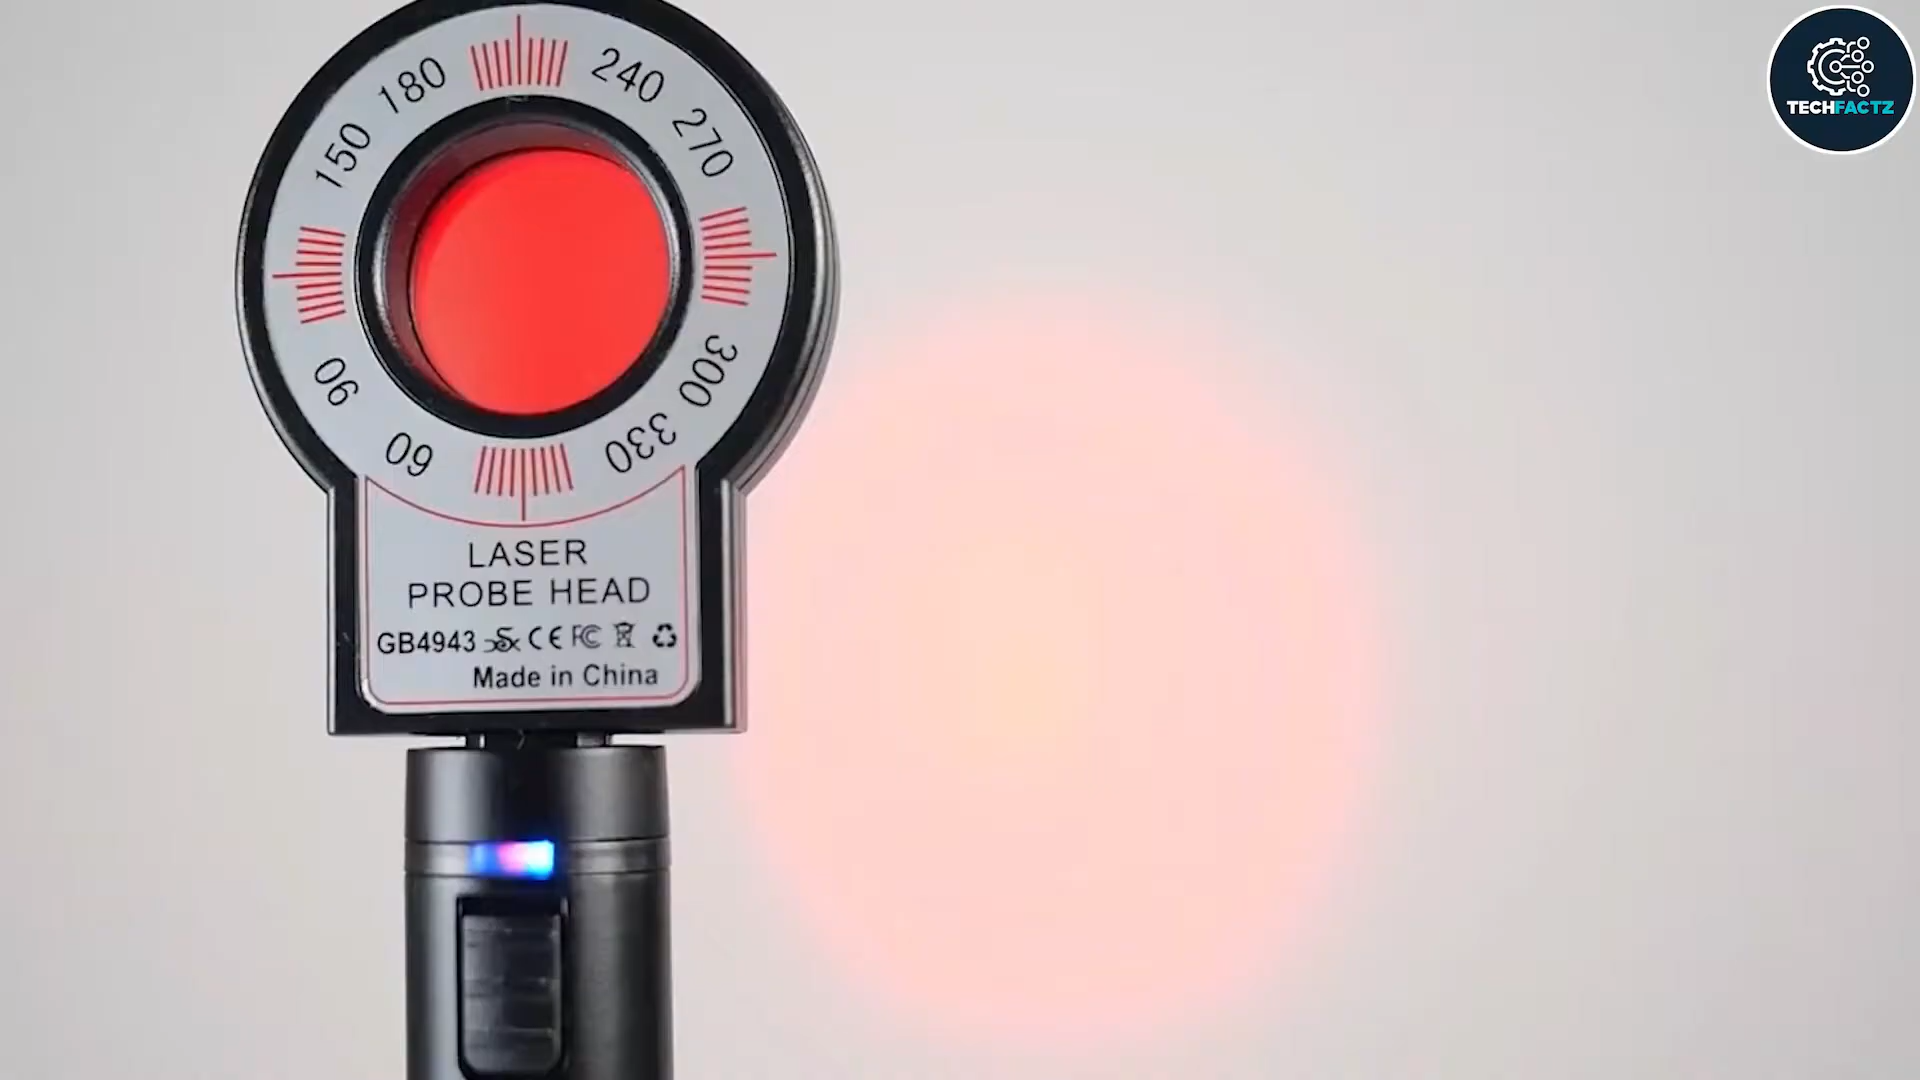 180
240
150
270
90
300
60
330
LASER
PROBE HEAD
GB4943 CE FC
Made in China
TECHFACTZ